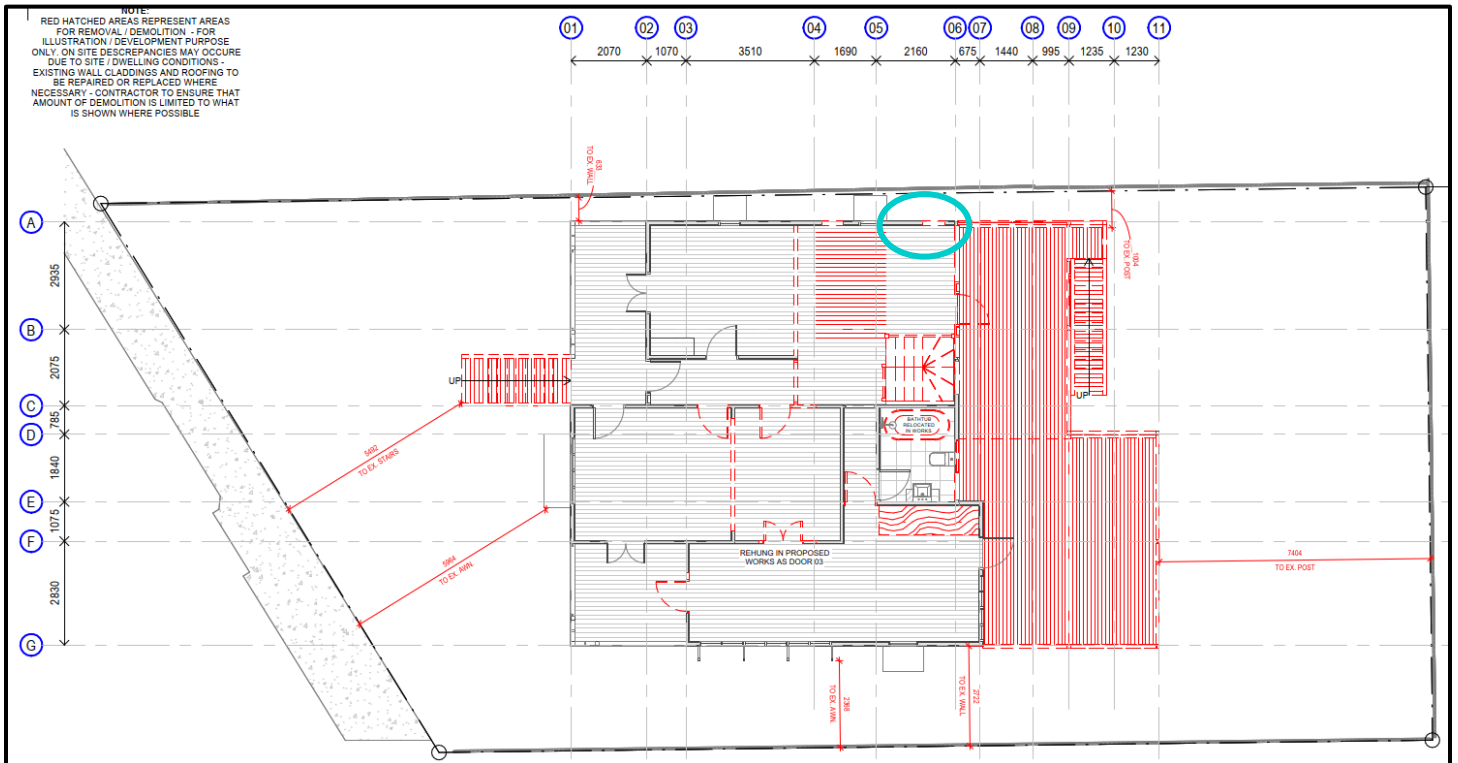 NOTE:
RED HATCHED AREAS REPRESENT AREAS
FOR REMOVAL / DEMOLITION - FOR
ILLUSTRATION / DEVELOPMENT PURPOSE
ONLY. ON SITE DESCREPANCIES MAY OCCURE
DUE TO SITE / DWELLING CONDITIONS -
EXISTING WALL CLADDINGS AND ROOFING TO
BE REPAIRED OR REPLACED WHERE
NECESSARY - CONTRACTOR TO ENSURE THAT
AMOUNT OF DEMOLITION IS LIMITED TO WHAT
IS SHOWN WHERE POSSIBLE
01 02 03 04 05 06 07 08 09 10 11
2070 1070 3510 1690 2160 675 1440 995 1235 1230
633
TO EX. WALL
A
1004
TO EX. POST
2935
B
2075
UP
UP
C
785
D
BATHTUB
RELOCATED
IN WORKS
5492
TO EX. STAIRS
1840
E
1075
F
REHUNG IN PROPOSED
WORKS AS DOOR 03
5964
TO EX. AWN.
7404
TO EX. POST
2830
G
2368
TO EX. AWN.
2722
TO EX. WALL